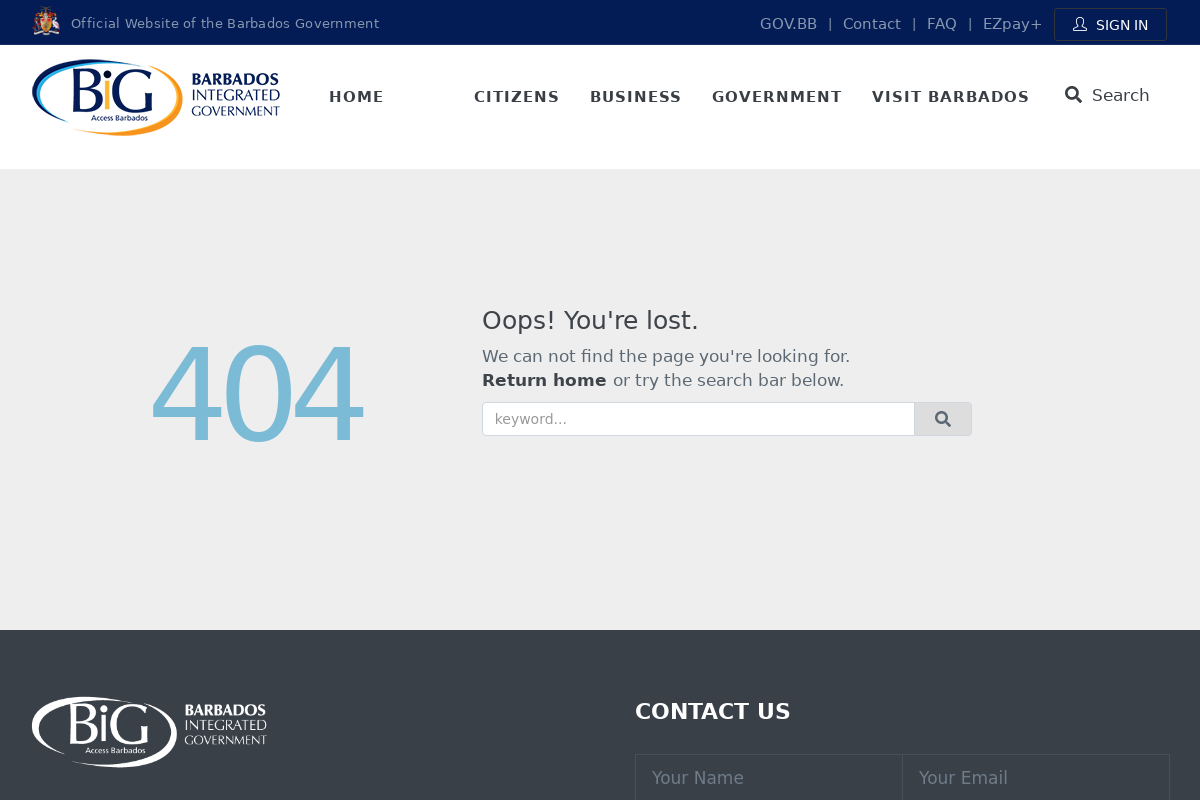 Official Website of the Barbados Government
GOV.BB | Contact | FAQ | EZpay+ SIGN IN
BiG
Access Barbados
BARBADOS
INTEGRATED
GOVERNMENT
HOME CITIZENS BUSINESS GOVERNMENT VISIT BARBADOS Search
404
Oops! You're lost.
We can not find the page you're looking for.
Return home or try the search bar below.
keyword...
BiG
Access Barbados
BARBADOS
INTEGRATED
GOVERNMENT
CONTACT US
Your Name Your Email